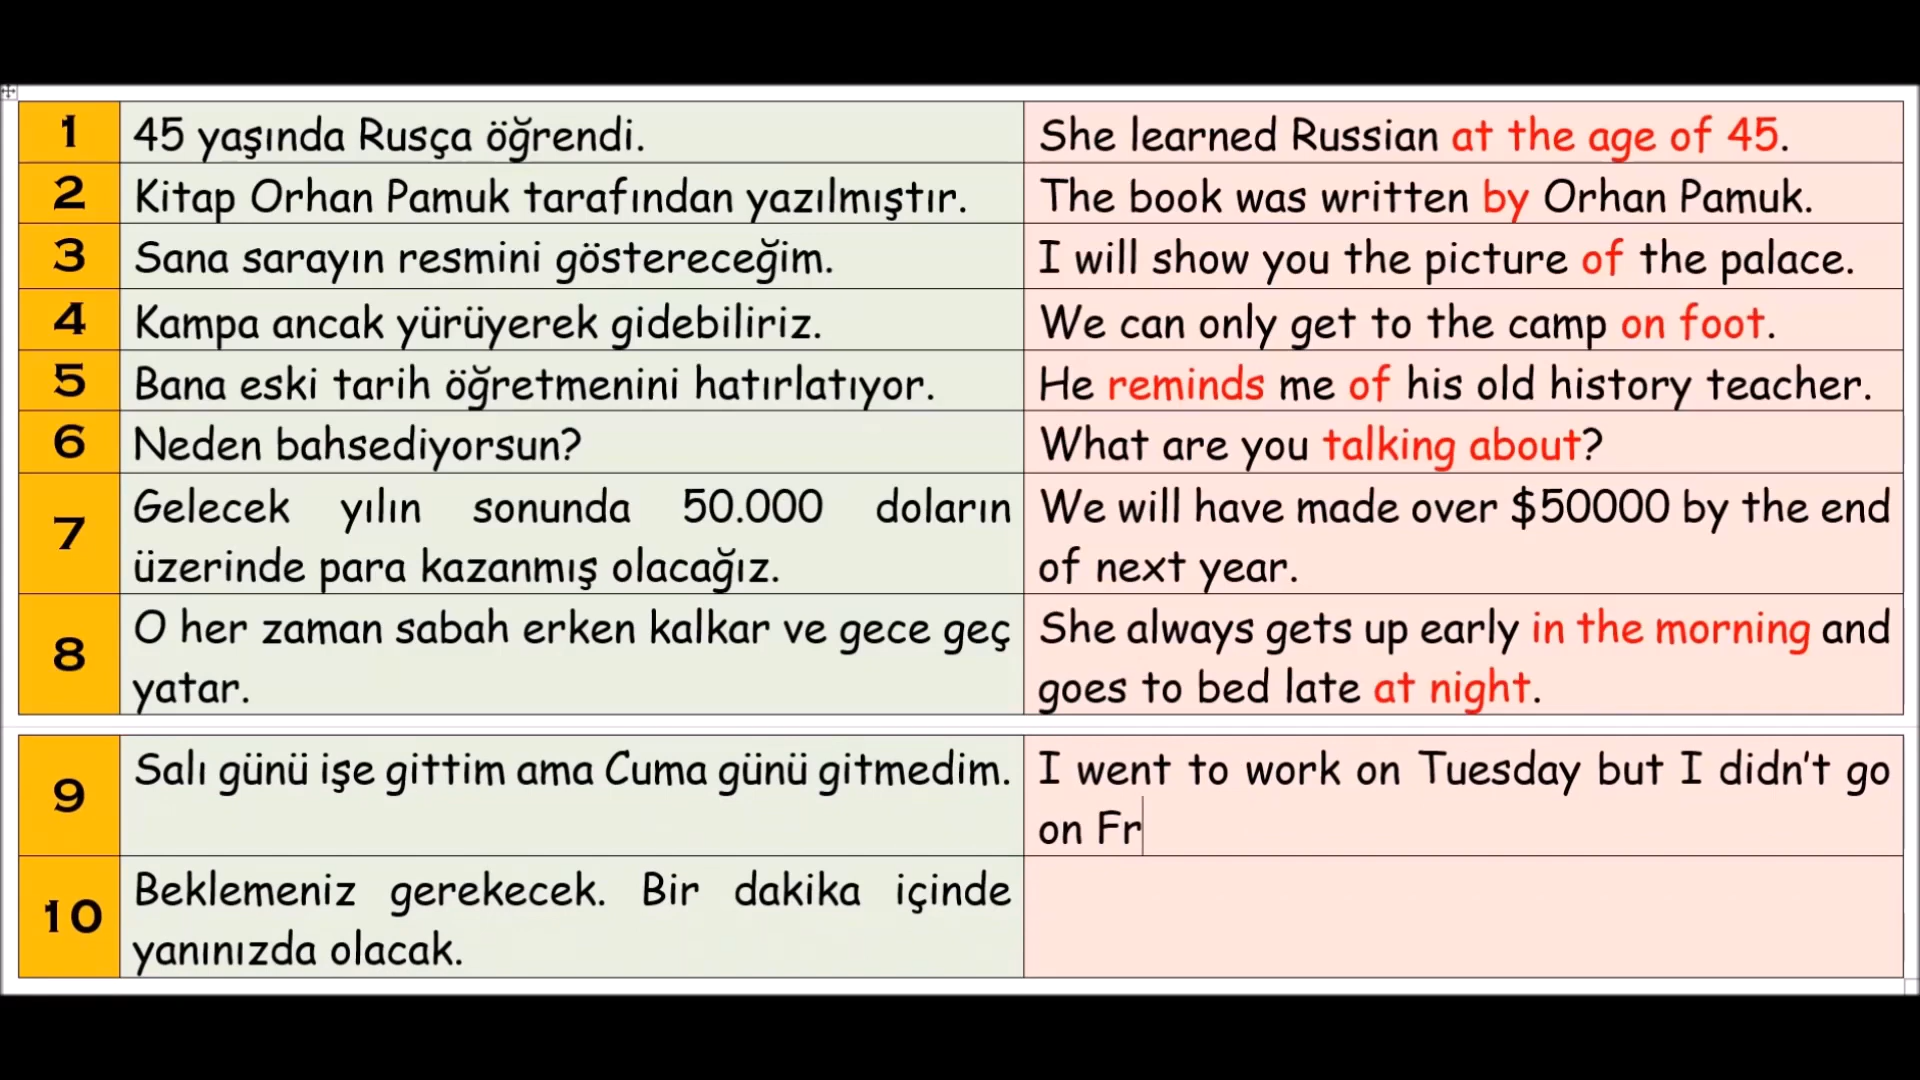 1 45 yaşında Rusça öğrendi. She learned Russian at the age of 45.
2 Kitap Orhan Pamuk tarafından yazılmıştır. The book was written by Orhan Pamuk.
3 Sana sarayın resmini göstereceğim. I will show you the picture of the palace.
4 Kampa ancak yürüyerek gidebiliriz. We can only get to the camp on foot.
5 Bana eski tarih öğretmenini hatırlatıyor. He reminds me of his old history teacher.
6 Neden bahsediyorsun? What are you talking about?
7 Gelecek yılın sonunda 50.000 doların
üzerinde para kazanmış olacağız.
We will have made over $50000 by the end
of next year.
8 O her zaman sabah erken kalkar ve gece geç
yatar.
She always gets up early in the morning and
goes to bed late at night.
9 Salı günü işe gittim ama Cuma günü gitmedim.
I went to work on Tuesday but I didn't go
on Fr
10 Beklemeniz gerekecek. Bir dakika içinde
yanınızda olacak.